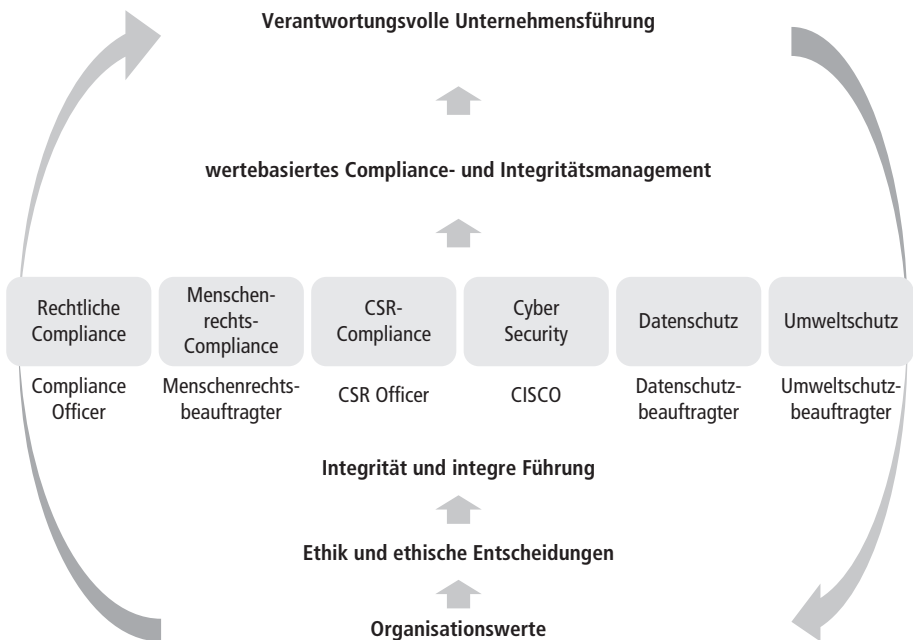 Verantwortungsvolle Unternehmensführung
wertebasiertes Compliance- und Integritätsmanagement
Rechtliche
Compliance
Menschen-
rechts-
Compliance
CSR-
Compliance
Cyber
Security
Datenschutz
Umweltschutz
Compliance
Officer
Menschenrechts-
beauftragter
CSR Officer
CISCO
Datenschutz-
beauftragter
Umweltschutz-
beauftragter
Integrität und integre Führung
Ethik und ethische Entscheidungen
Organisationswerte